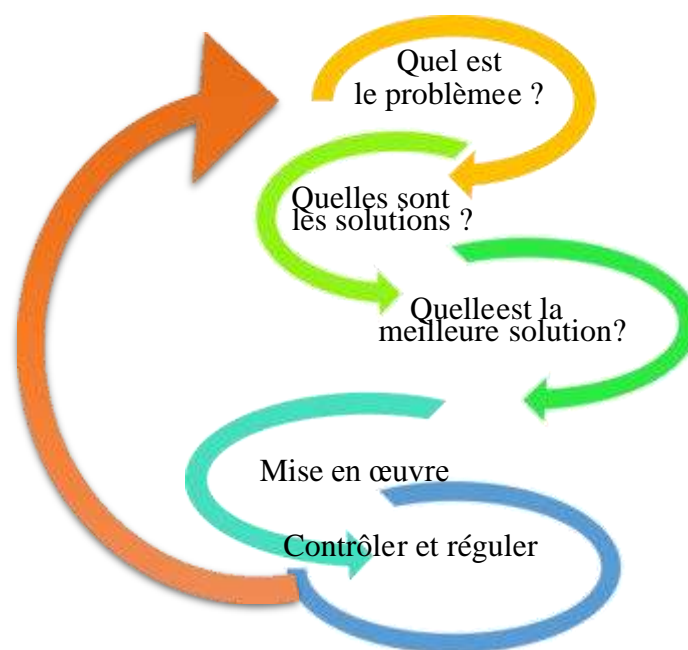 Quel est
le problèmee ?
Quelles sont
les solutions ?
Quelleest la
meilleure solution?
Mise en œuvre
Contrôler et réguler